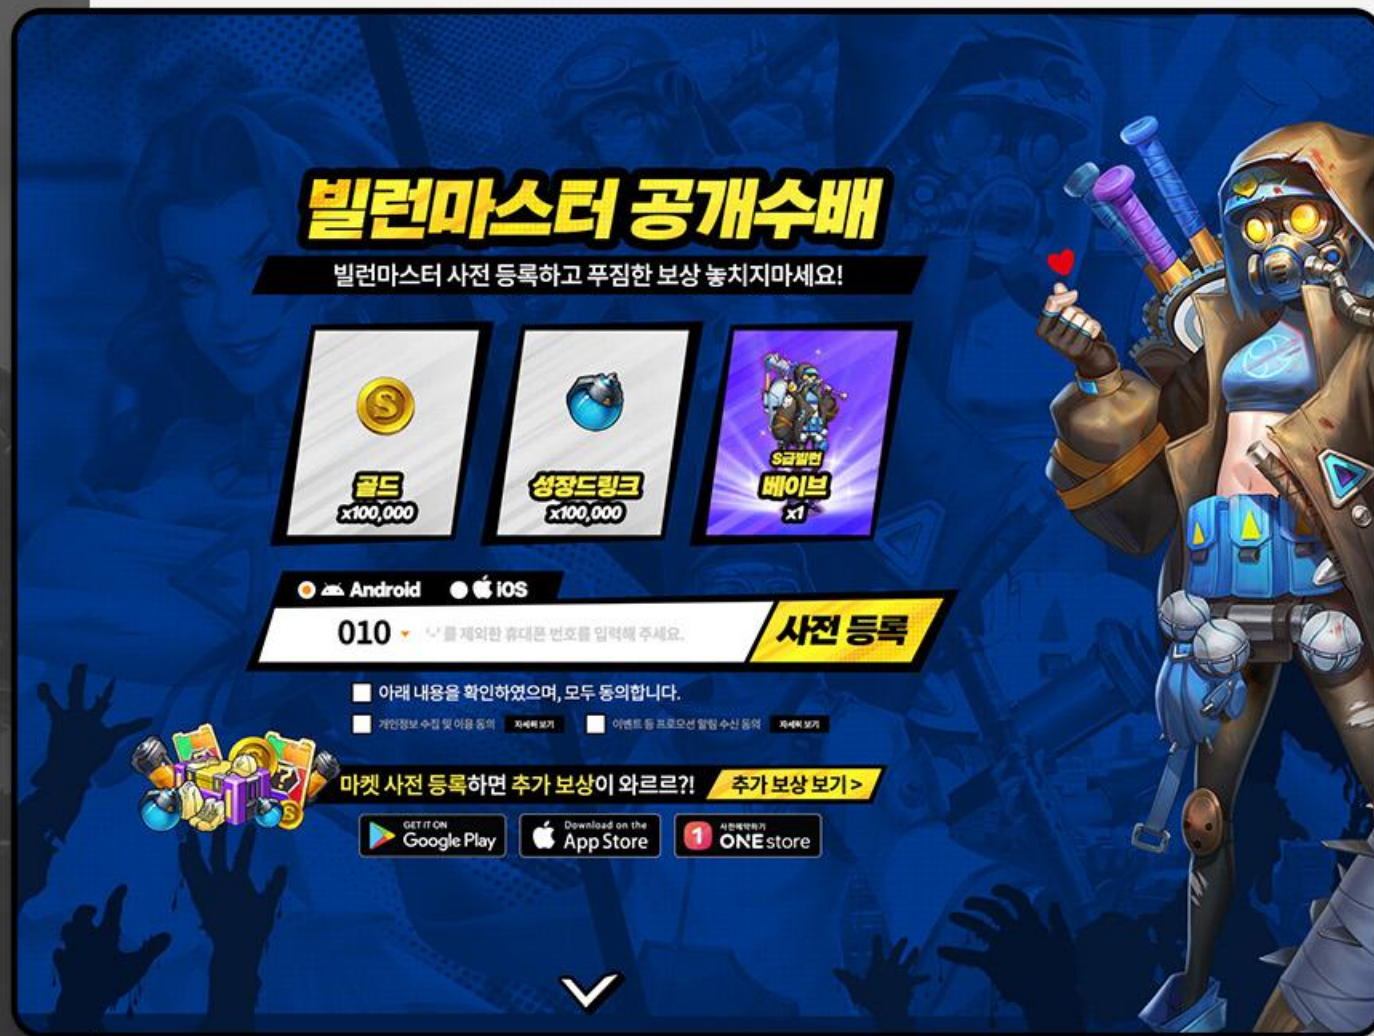 빌런마스터 공개수배
빌런마스터 사전 등록하고 푸짐한 보상 놓치지마세요!
골드
x100,000
성장드링크
x100,000
S급빌런
베이브
x1
Android iOS
010 '-'를 제외한 휴대폰 번호를 입력해 주세요.
사전 등록
아래 내용을 확인하였으며, 모두 동의합니다.
개인정보 수집 및 이용 동의 자세히 보기 이벤트 등 프로모션 알림 수신 동의 자세히 보기
마켓 사전 등록하면 추가 보상이 와르르?! 추가 보상 보기 >
GET IT ON
Google Play
Download on the
App Store
사전예약하기
ONE store